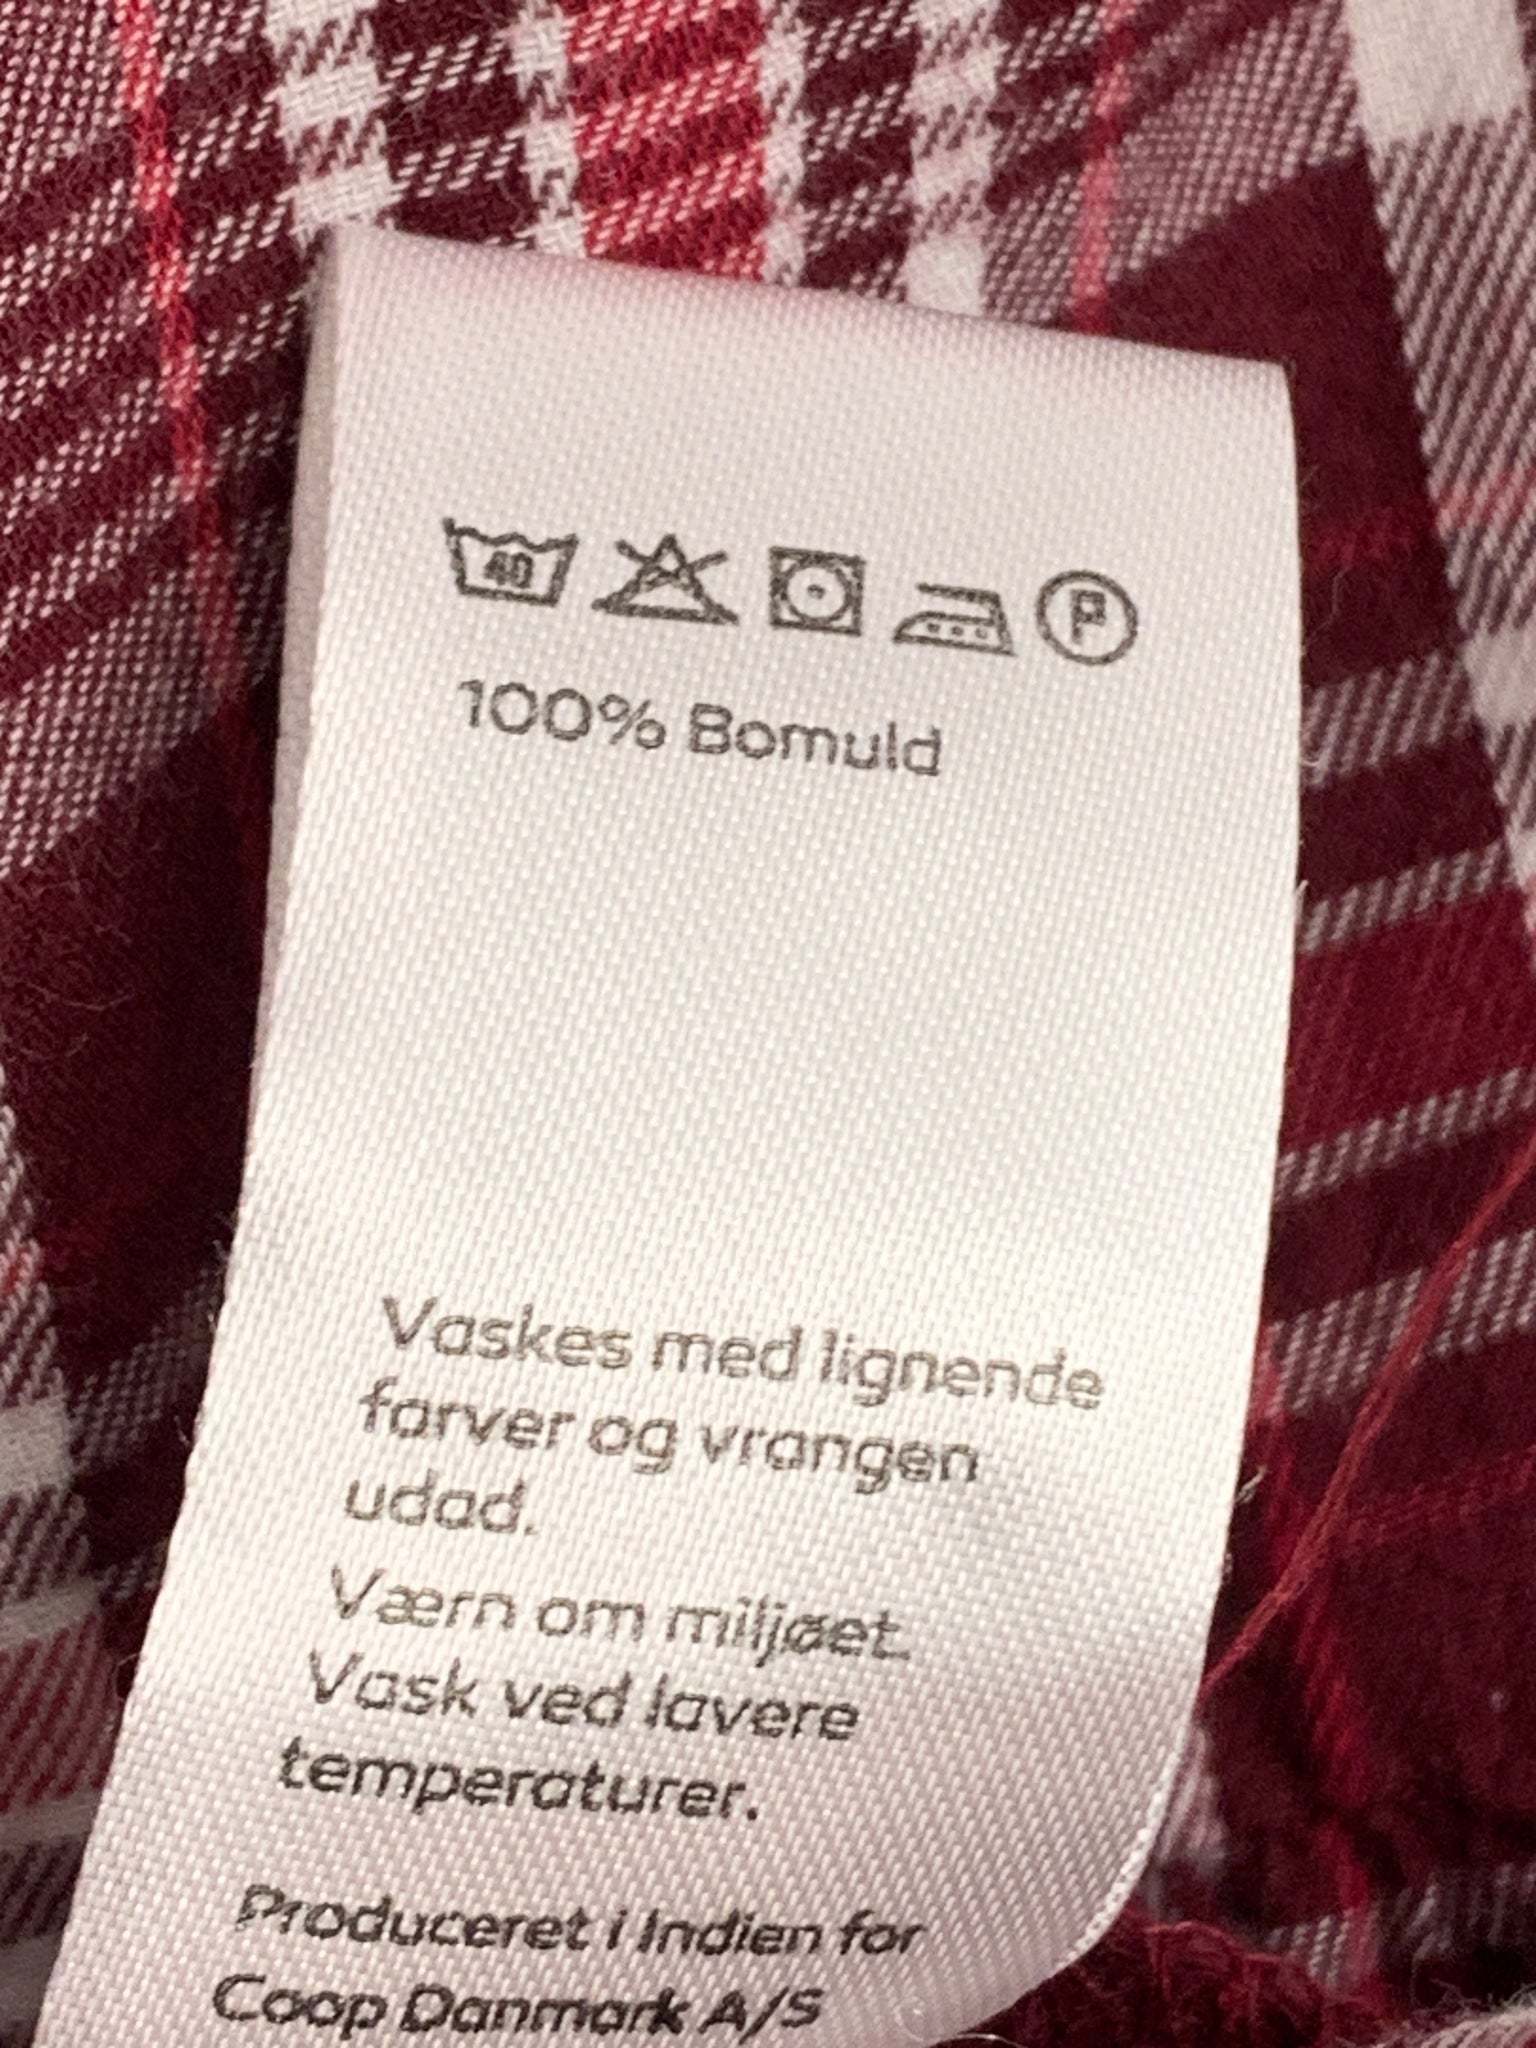 40 P
100% Bomuld
Vaskes med lignende
farver og vrangen
udad.
Værn om miljøet.
Vask ved lavere
temperaturer.
Produceret i Indien for
Coop Danmark A/S